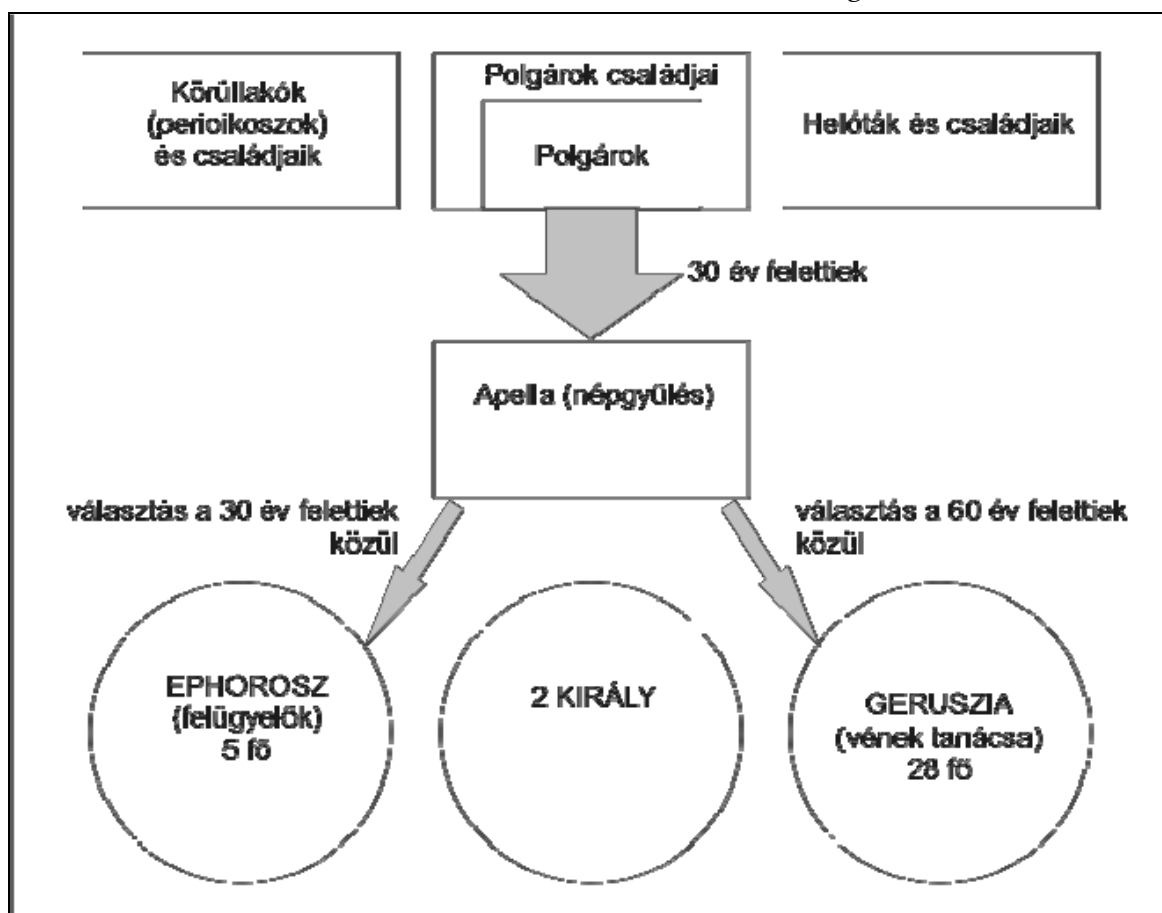 Körüllakók
(perioikoszok)
és családjaik
Polgárok családjai
Polgárok
Helóták és családjaik
30 év felettiek
Apella (népgyűlés)
választás a 30 év felettiek
közül
választás a 60 év felettiek
közül
EPHOROSZ
(felügyelők)
5 fő
2 KIRÁLY
GERUSZIA
(vének tanácsa)
28 fő